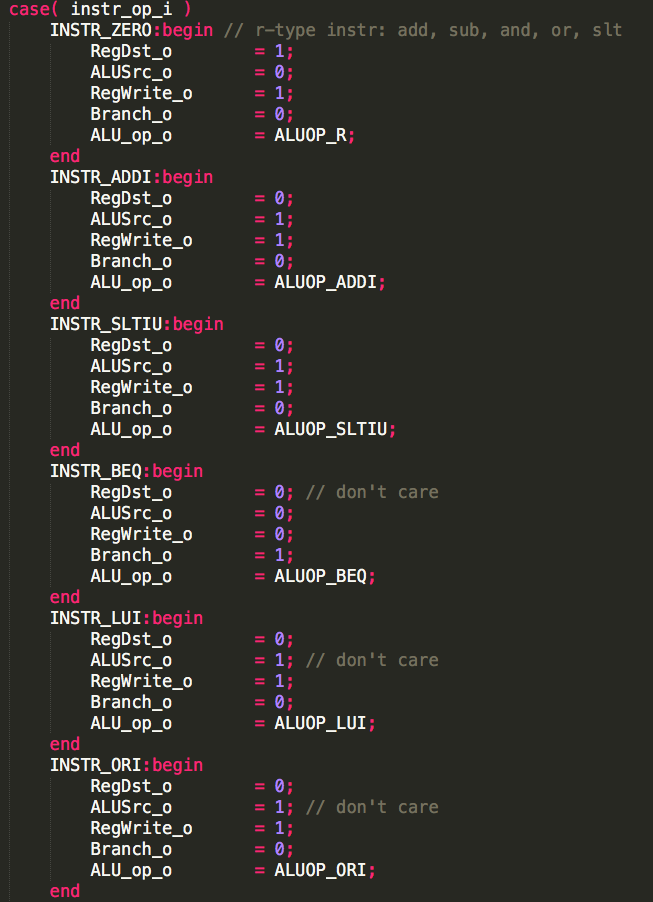 case( instr_op_i )
INSTR_ZERO:begin // r-type instr: add, sub, and, or, slt
RegDst_o = 1;
ALUSrc_o = 0;
RegWrite_o = 1;
Branch_o = 0;
ALU_op_o = ALUOP_R;
end
INSTR_ADDI:begin
RegDst_o = 0;
ALUSrc_o = 1;
RegWrite_o = 1;
Branch_o = 0;
ALU_op_o = ALUOP_ADDI;
end
INSTR_SLTIU:begin
RegDst_o = 0;
ALUSrc_o = 1;
RegWrite_o = 1;
Branch_o = 0;
ALU_op_o = ALUOP_SLTIU;
end
INSTR_BEQ:begin
RegDst_o = 0; // don't care
ALUSrc_o = 0;
RegWrite_o = 0;
Branch_o = 1;
ALU_op_o = ALUOP_BEQ;
end
INSTR_LUI:begin
RegDst_o = 0;
ALUSrc_o = 1; // don't care
RegWrite_o = 1;
Branch_o = 0;
ALU_op_o = ALUOP_LUI;
end
INSTR_ORI:begin
RegDst_o = 0;
ALUSrc_o = 1; // don't care
RegWrite_o = 1;
Branch_o = 0;
ALU_op_o = ALUOP_ORI;
end